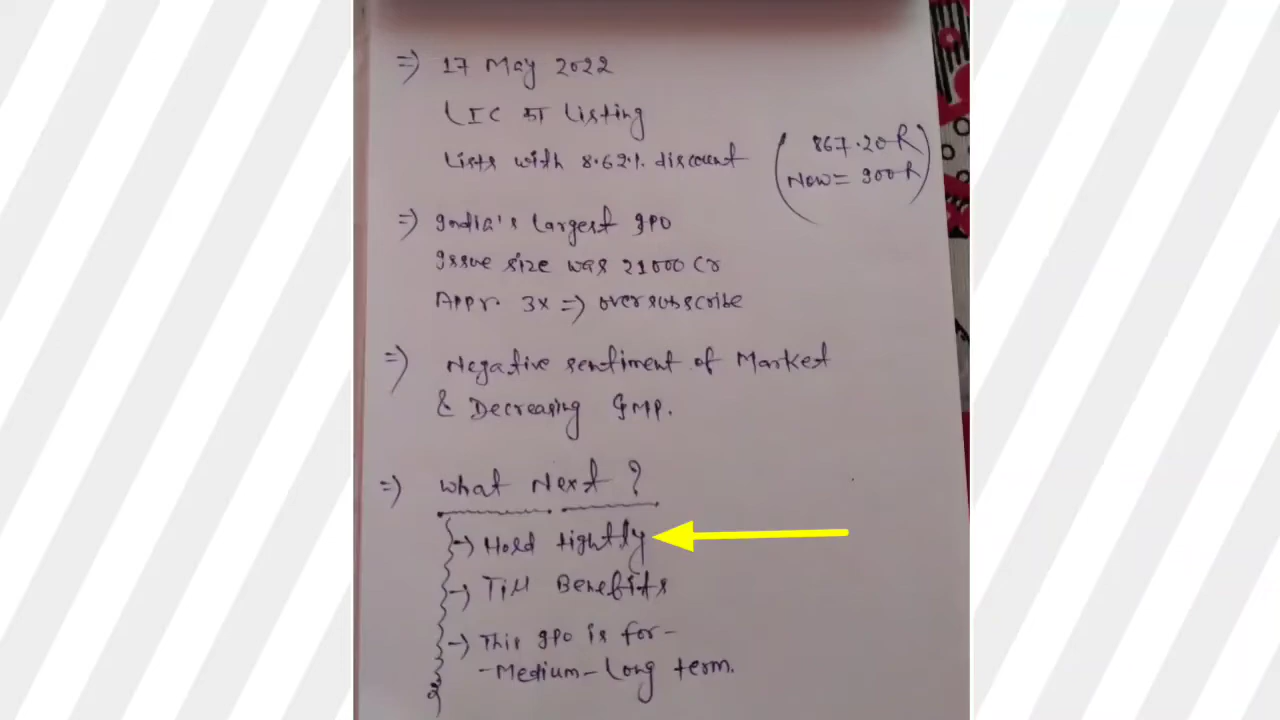 =) 17 May 2022
LIC का Listing
Lists with 8.62% discount
( 867.20 R
Now = 900 R )
=) India's largest IPO
Issue size was 21000 Cr
Appr. 3x =) over subscribe
=) Negative sentiment of Market
& Decreasing GMP.
=) What Next ?
-) Hold tightly
-) Till Benefits
-) This IPO is for -
- Medium - Long term.